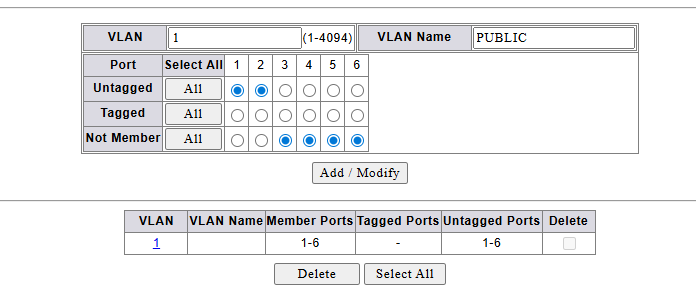 VLAN 1 (1-4094) VLAN Name PUBLIC
Port Select All 1 2 3 4 5 6
Untagged All
Tagged All
Not Member All
Add / Modify
VLAN VLAN Name Member Ports Tagged Ports Untagged Ports Delete
1 1-6 - 1-6
Delete Select All